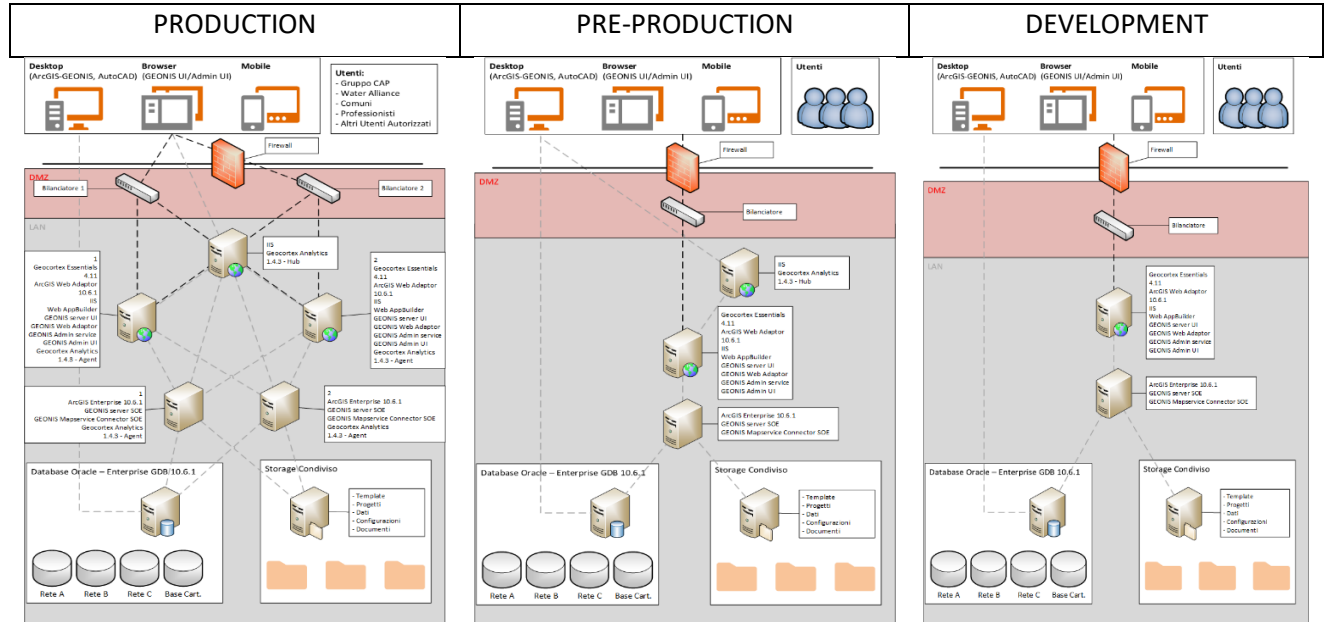 PRODUCTION
PRE-PRODUCTION
DEVELOPMENT
Desktop
(ArcGIS-GEONIS, AutoCAD)
Browser
(GEONIS UI/Admin UI)
Mobile
Utenti:
- Gruppo CAP
- Water Alliance
- Comuni
- Professionisti
- Altri Utenti Autorizzati
Firewall
DMZ
Bilanciatore 1
Bilanciatore 2
LAN
IIS
Geocortex Analytics
1.4.3 - Hub
1
Geocortex Essentials
4.11
ArcGIS Web Adaptor
10.6.1
IIS
Web AppBuilder
GEONIS server UI
GEONIS Web Adaptor
GEONIS Admin service
GEONIS Admin UI
Geocortex Analytics
1.4.3 - Agent
2
Geocortex Essentials
4.11
ArcGIS Web Adaptor
10.6.1
IIS
Web AppBuilder
GEONIS server UI
GEONIS Web Adaptor
GEONIS Admin service
GEONIS Admin UI
Geocortex Analytics
1.4.3 - Agent
1
ArcGIS Enterprise 10.6.1
GEONIS server SOE
GEONIS Mapservice Connector SOE
Geocortex Analytics
1.4.3 - Agent
2
ArcGIS Enterprise 10.6.1
GEONIS server SOE
GEONIS Mapservice Connector SOE
Geocortex Analytics
1.4.3 - Agent
Database Oracle – Enterprise GDB 10.6.1
Rete A
Rete B
Rete C
Base Cart.
Storage Condiviso
- Template
- Progetti
- Dati
- Configurazioni
- Documenti
Desktop
(ArcGIS-GEONIS, AutoCAD)
Browser
(GEONIS UI/Admin UI)
Mobile
Utenti
Firewall
DMZ
Bilanciatore
IIS
Geocortex Analytics
1.4.3 - Hub
Geocortex Essentials
4.11
ArcGIS Web Adaptor
10.6.1
IIS
Web AppBuilder
GEONIS server UI
GEONIS Web Adaptor
GEONIS Admin service
GEONIS Admin UI
ArcGIS Enterprise 10.6.1
GEONIS server SOE
GEONIS Mapservice Connector SOE
Database Oracle – Enterprise GDB 10.6.1
Rete A
Rete B
Rete C
Base Cart.
Storage Condiviso
- Template
- Progetti
- Dati
- Configurazioni
- Documenti
Desktop
(ArcGIS-GEONIS, AutoCAD)
Browser
(GEONIS UI/Admin UI)
Mobile
Utenti
Firewall
DMZ
Bilanciatore
LAN
Geocortex Essentials
4.11
ArcGIS Web Adaptor
10.6.1
IIS
Web AppBuilder
GEONIS server UI
GEONIS Web Adaptor
GEONIS Admin service
GEONIS Admin UI
ArcGIS Enterprise 10.6.1
GEONIS server SOE
GEONIS Mapservice Connector SOE
Database Oracle – Enterprise GDB 10.6.1
Rete A
Rete B
Rete C
Base Cart.
Storage Condiviso
- Template
- Progetti
- Dati
- Configurazioni
- Documenti